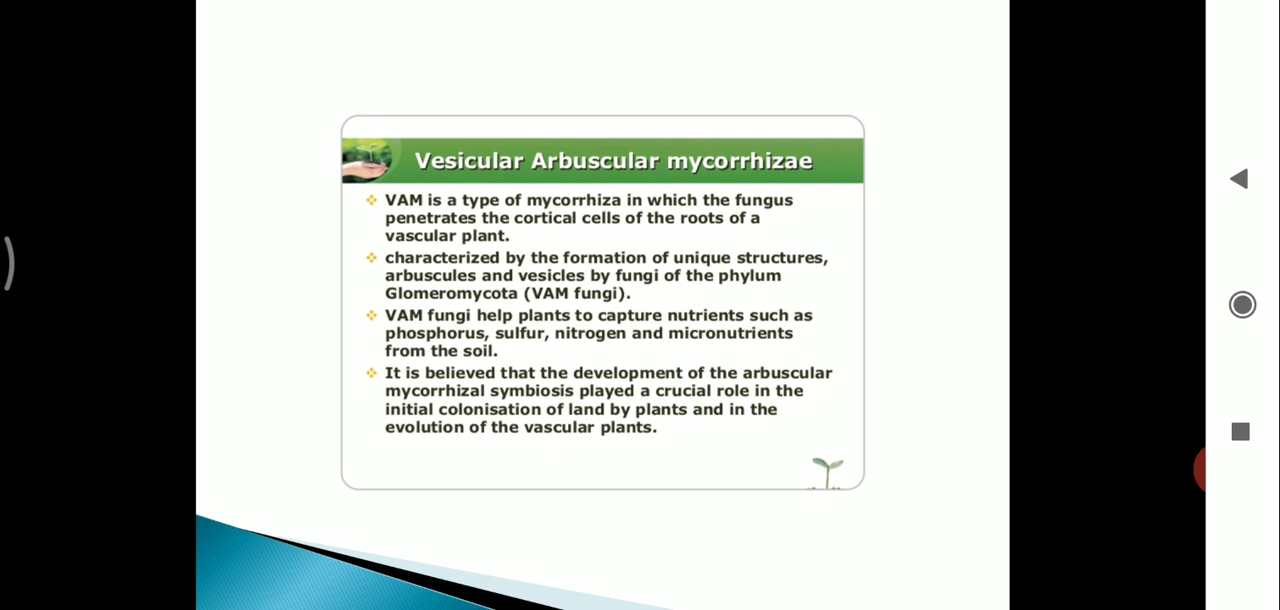 Vesicular Arbuscular mycorrhizae
VAM is a type of mycorrhiza in which the fungus
penetrates the cortical cells of the roots of a
vascular plant.
characterized by the formation of unique structures,
arbuscules and vesicles by fungi of the phylum
Glomeromycota (VAM fungi).
VAM fungi help plants to capture nutrients such as
phosphorus, sulfur, nitrogen and micronutrients
from the soil.
It is believed that the development of the arbuscular
mycorrhizal symbiosis played a crucial role in the
initial colonisation of land by plants and in the
evolution of the vascular plants.